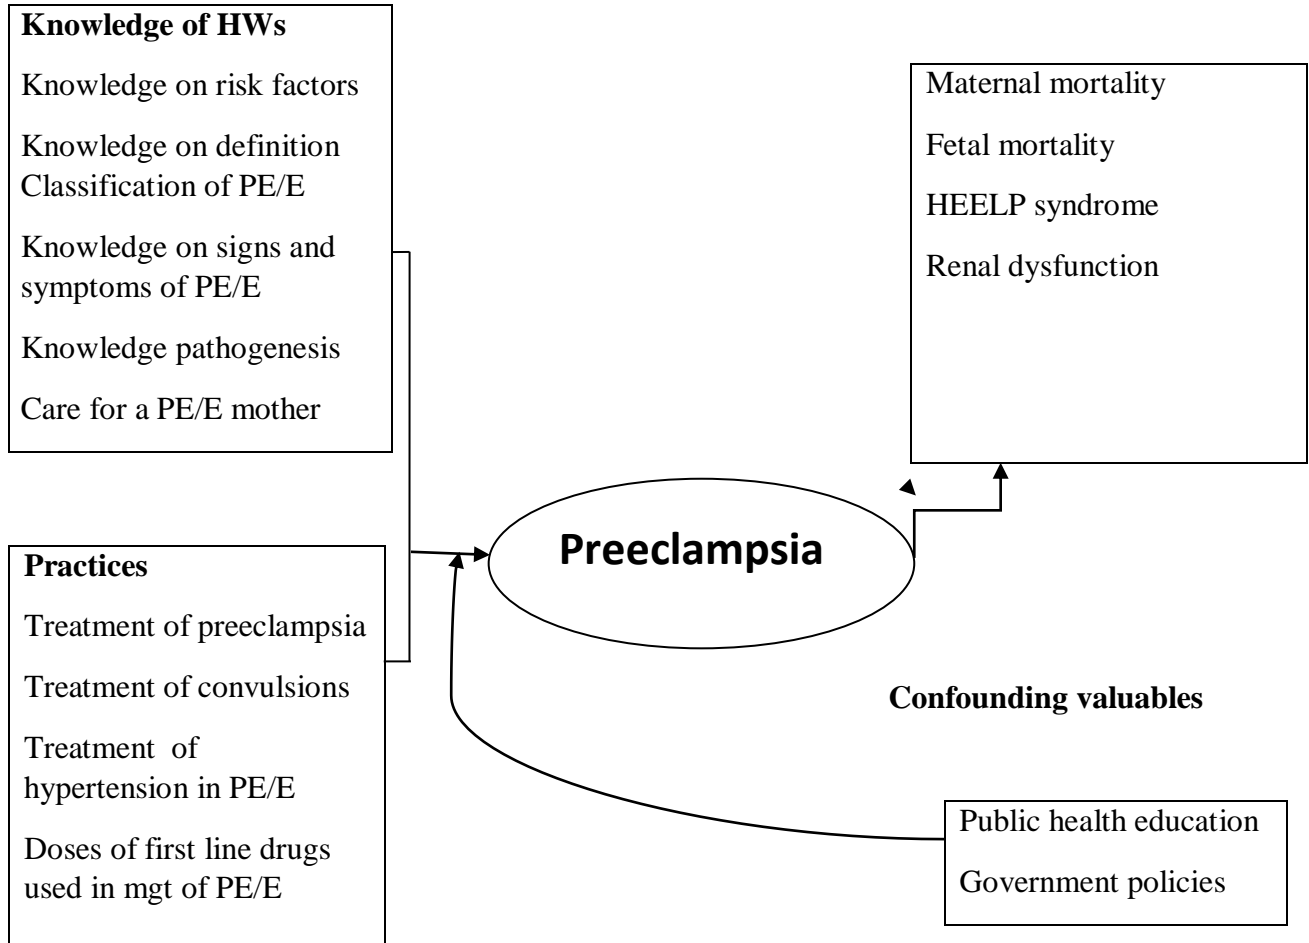 Knowledge of HWs
Knowledge on risk factors
Knowledge on definition
Classification of PE/E
Knowledge on signs and
symptoms of PE/E
Knowledge pathogenesis
Care for a PE/E mother
Maternal mortality
Fetal mortality
HEELP syndrome
Renal dysfunction
Preeclampsia
Practices
Treatment of preeclampsia
Treatment of convulsions
Treatment of
hypertension in PE/E
Doses of first line drugs
used in mgt of PE/E
Confounding valuables
Public health education
Government policies